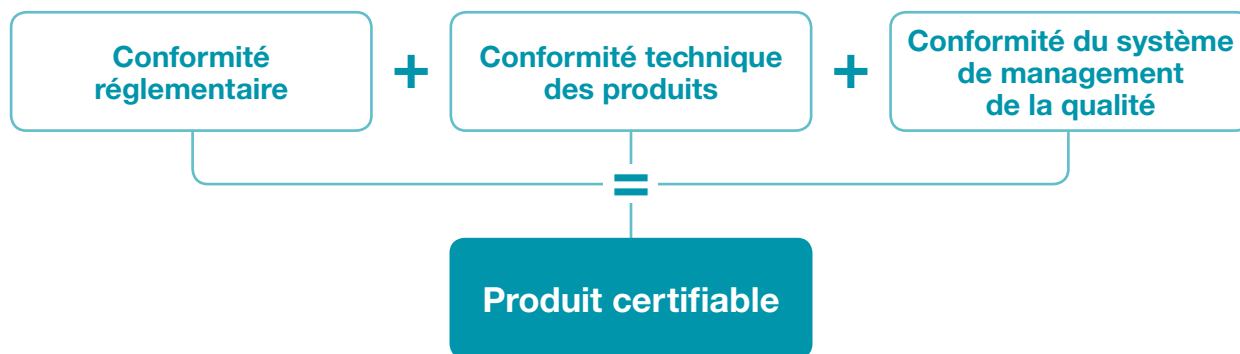 Conformité
réglementaire
+
Conformité technique
des produits
+
Conformité du système
de management
de la qualité
=
Produit certifiable